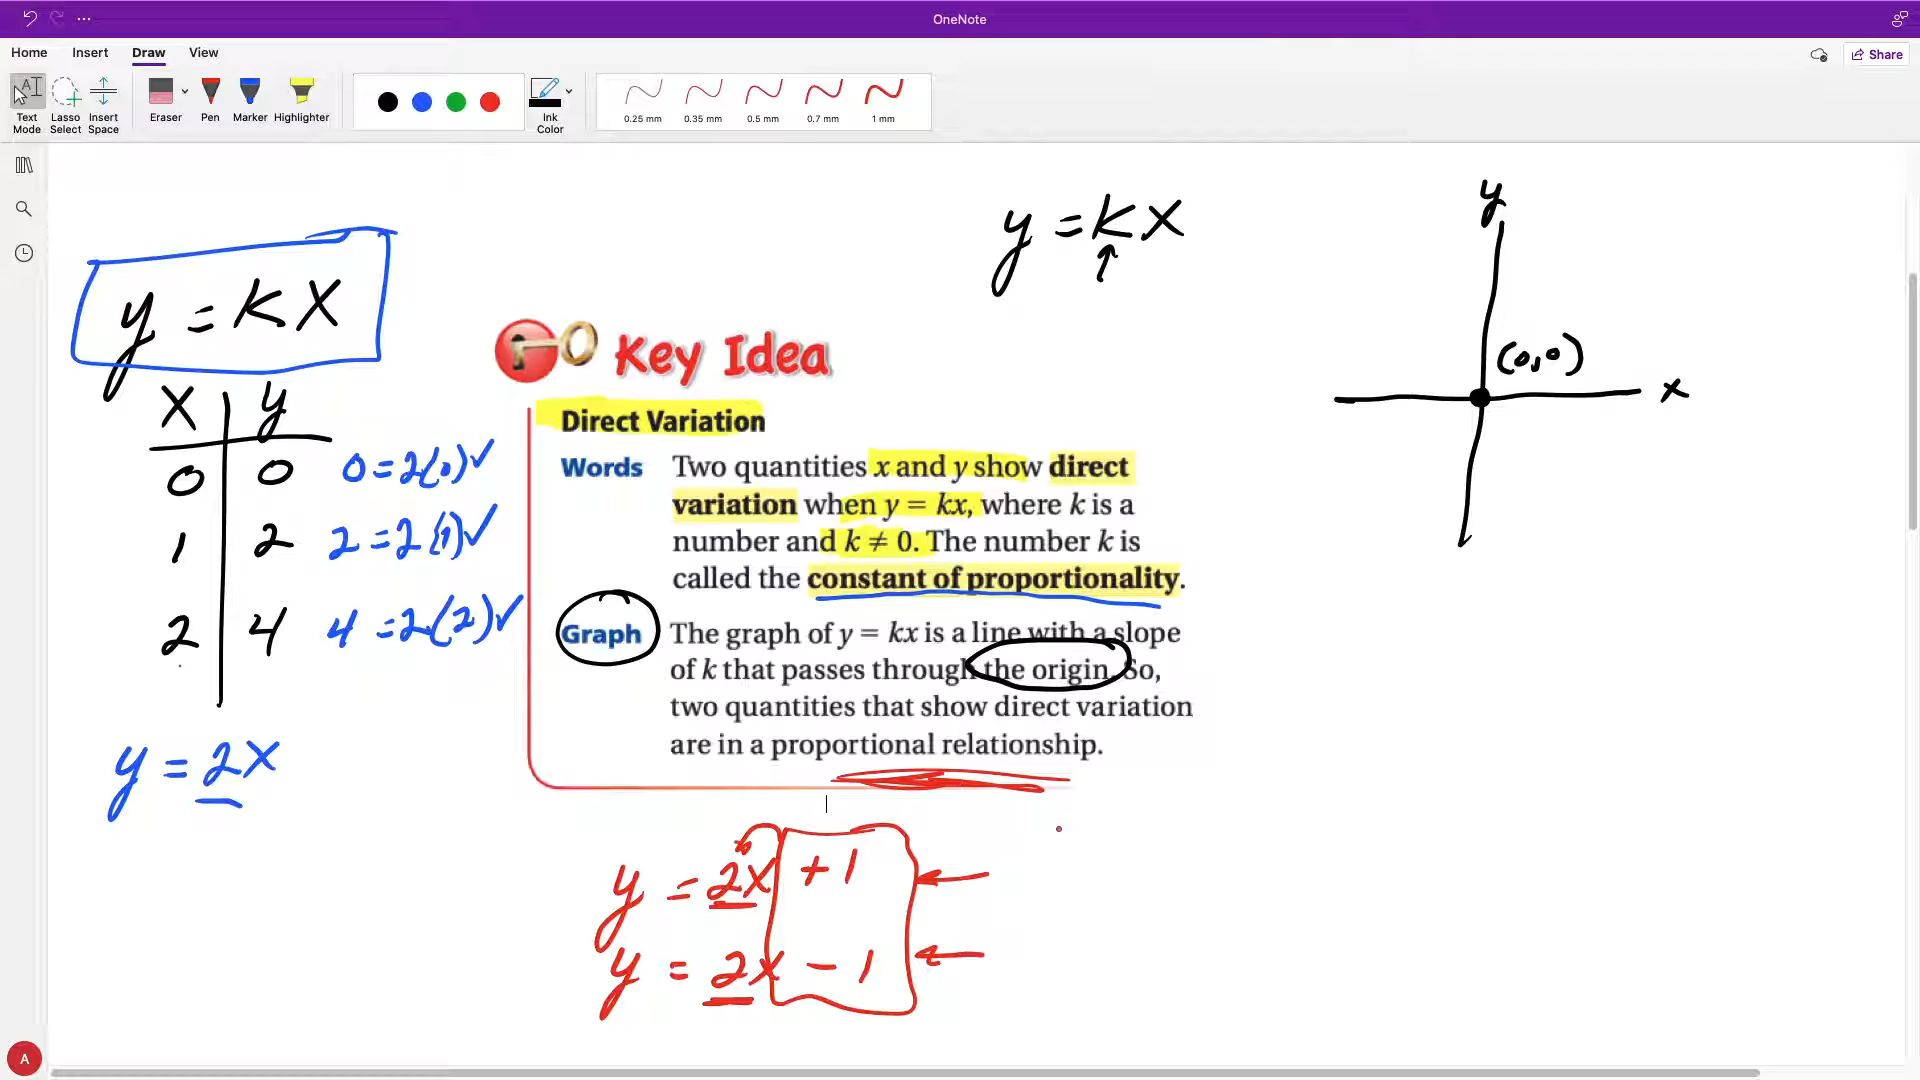 OneNote
Home Insert Draw View
Share
Text Mode
Lasso Select
Insert Space
Eraser
Pen
Marker
Highlighter
Ink Color
0.25 mm
0.35 mm
0.5 mm
0.7 mm
1 mm
y = kx
x y
0 0 0 = 2(0) ✓
1 2 2 = 2(1) ✓
2 4 4 = 2(2) ✓
y = 2x
y = kx
↑
y
(0,0)
x
Key Idea
Direct Variation
Words Two quantities x and y show direct
variation when y = kx, where k is a
number and k ≠ 0. The number k is
called the constant of proportionality.
Graph The graph of y = kx is a line with a slope
of k that passes through the origin. So,
two quantities that show direct variation
are in a proportional relationship.
y = 2x + 1
y = 2x - 1
A